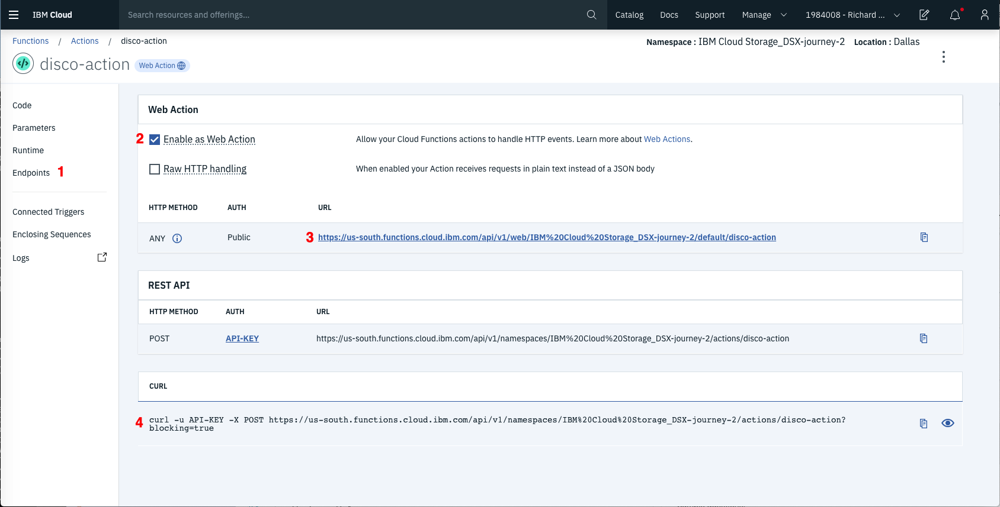 IBM Cloud
Search resources and offerings...
Catalog
Docs
Support
Manage
1984008 - Richard ...
Functions / Actions / disco-action
Namespace : IBM Cloud Storage_DSX-journey-2 Location : Dallas
disco-action
Web Action
Code
Parameters
Runtime
Endpoints 1
Connected Triggers
Enclosing Sequences
Logs
Web Action
2 Enable as Web Action
Allow your Cloud Functions actions to handle HTTP events. Learn more about Web Actions.
Raw HTTP handling
When enabled your Action receives requests in plain text instead of a JSON body
HTTP METHOD AUTH URL
ANY Public 3 https://us-south.functions.cloud.ibm.com/api/v1/web/IBM%20Cloud%20Storage_DSX-journey-2/default/disco-action
REST API
HTTP METHOD AUTH URL
POST API-KEY https://us-south.functions.cloud.ibm.com/api/v1/namespaces/IBM%20Cloud%20Storage_DSX-journey-2/actions/disco-action
CURL
4 curl -u API-KEY -X POST https://us-south.functions.cloud.ibm.com/api/v1/namespaces/IBM%20Cloud%20Storage_DSX-journey-2/actions/disco-action?
blocking=true